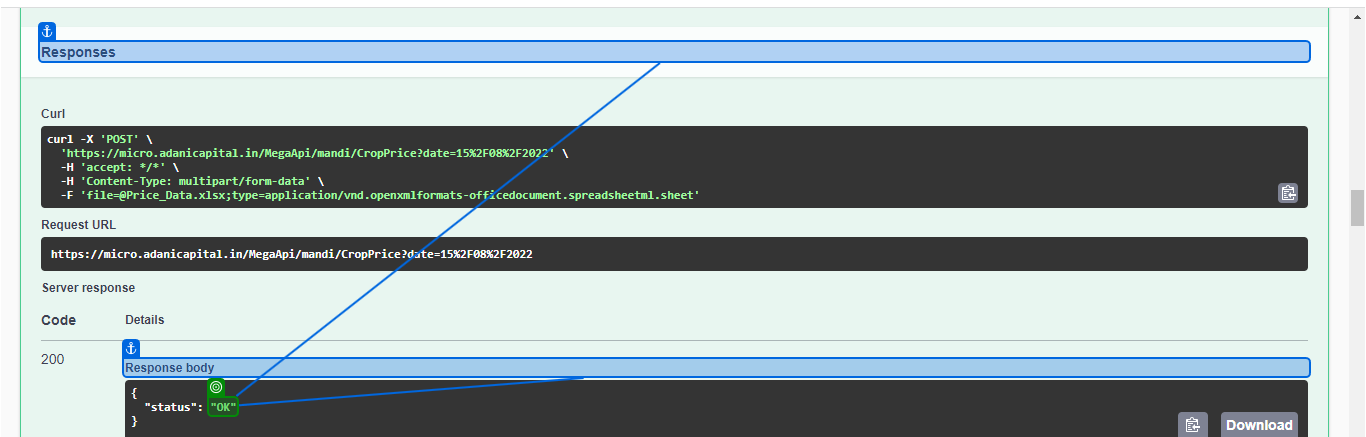 Responses
Curl
curl -X 'POST' \
'https://micro.adanicapital.in/MegaApi/mandi/CropPrice?date=15%2F08%2F2022' \
-H 'accept: */*' \
-H 'Content-Type: multipart/form-data' \
-F 'file=@Price_Data.xlsx;type=application/vnd.openxmlformats-officedocument.spreadsheetml.sheet'
Request URL
https://micro.adanicapital.in/MegaApi/mandi/CropPrice?date=15%2F08%2F2022
Server response
Code Details
200
Response body
{
"status": "OK"
}
Download